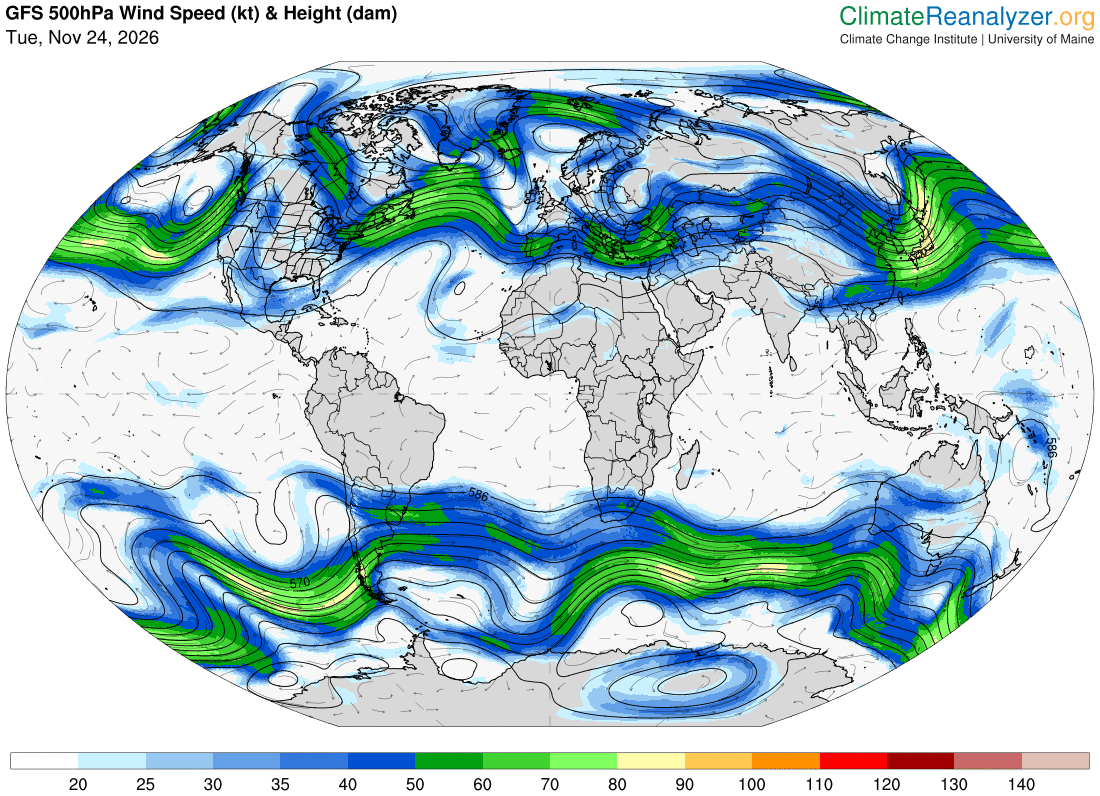 GFS 500hPa Wind Speed (kt) & Height (dam)
Tue, Nov 24, 2026
ClimateReanalyzer.org
Climate Change Institute | University of Maine
586
586
570
20 25 30 35 40 50 60 70 80 90 100 110 120 130 140